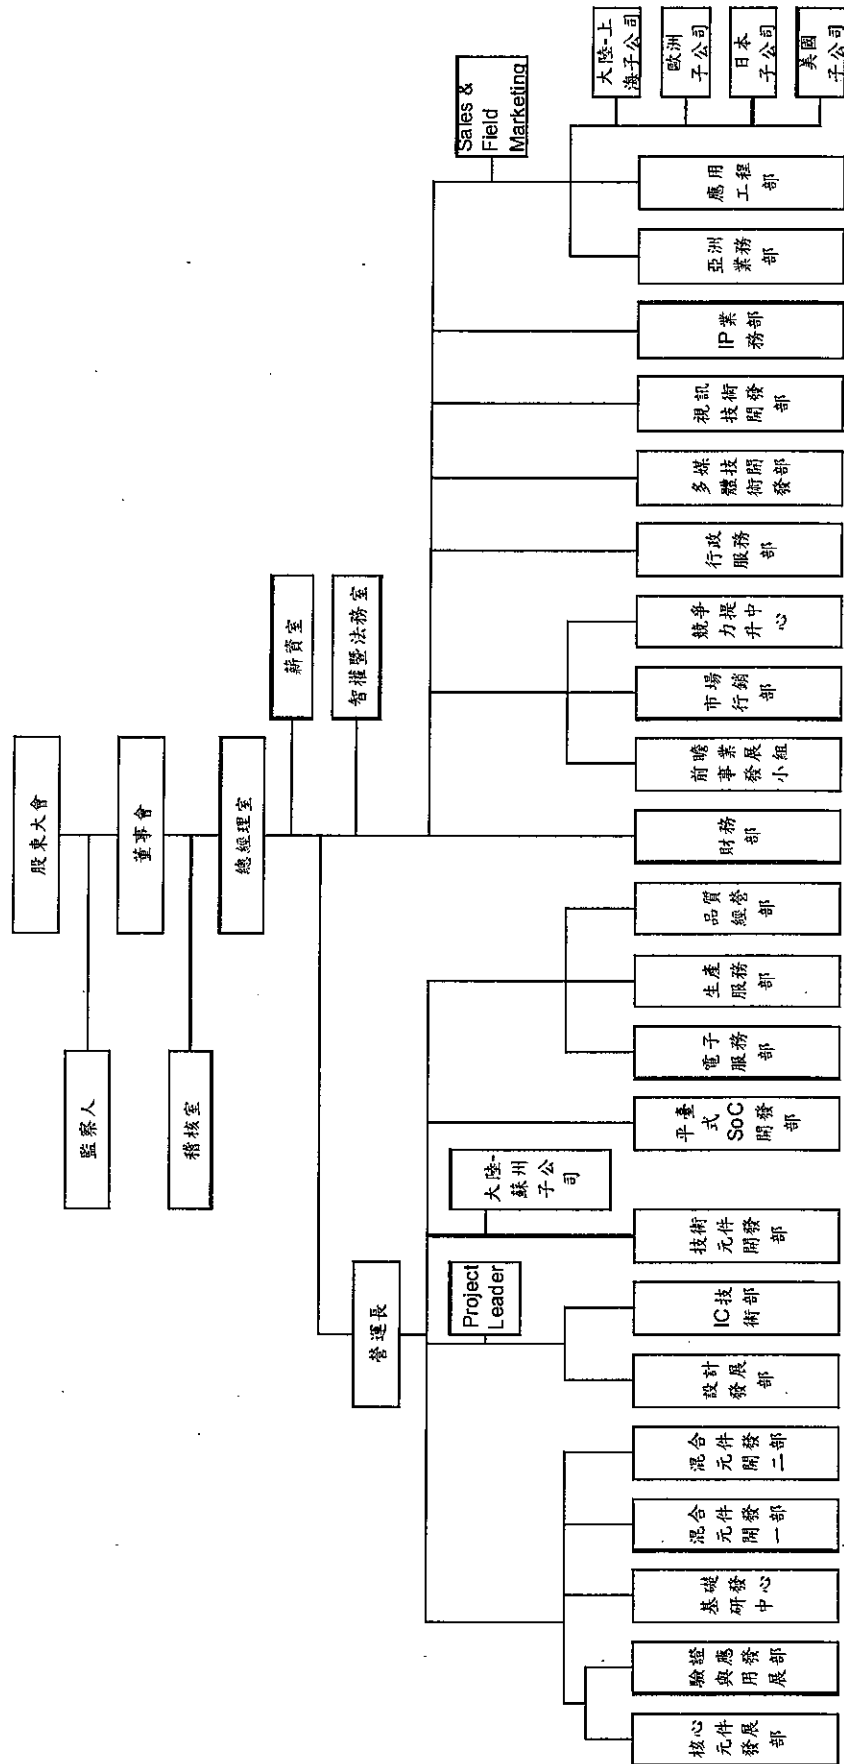 股東大會
監察人
董事會
稽核室
總經理室
薪資室
智權暨法務室
營運長
Project
Leader
大陸-
蘇州
子公
司
Sales &
Field
Marketing
核心
元件
發展
部
驗證
與應
用發
展部
基礎
研發
中心
混合
元件
開發
一部
混合
元件
開發
二部
設計
發展
部
IC技
術部
技術
元件
開發
部
平臺
式
SoC
開發
部
電子
服務
部
生產
服務
部
品質
經營
部
財務
部
前瞻
事業
發展
小組
市場
行銷
部
競爭
力提
升中
心
行政
服務
部
多媒
體技
術開
發部
視訊
技術
開發
部
IP業
務部
亞洲
業務
部
應用
工程
部
大陸-上
海子公司
歐洲
子公司
日本
子公司
美國
子公司